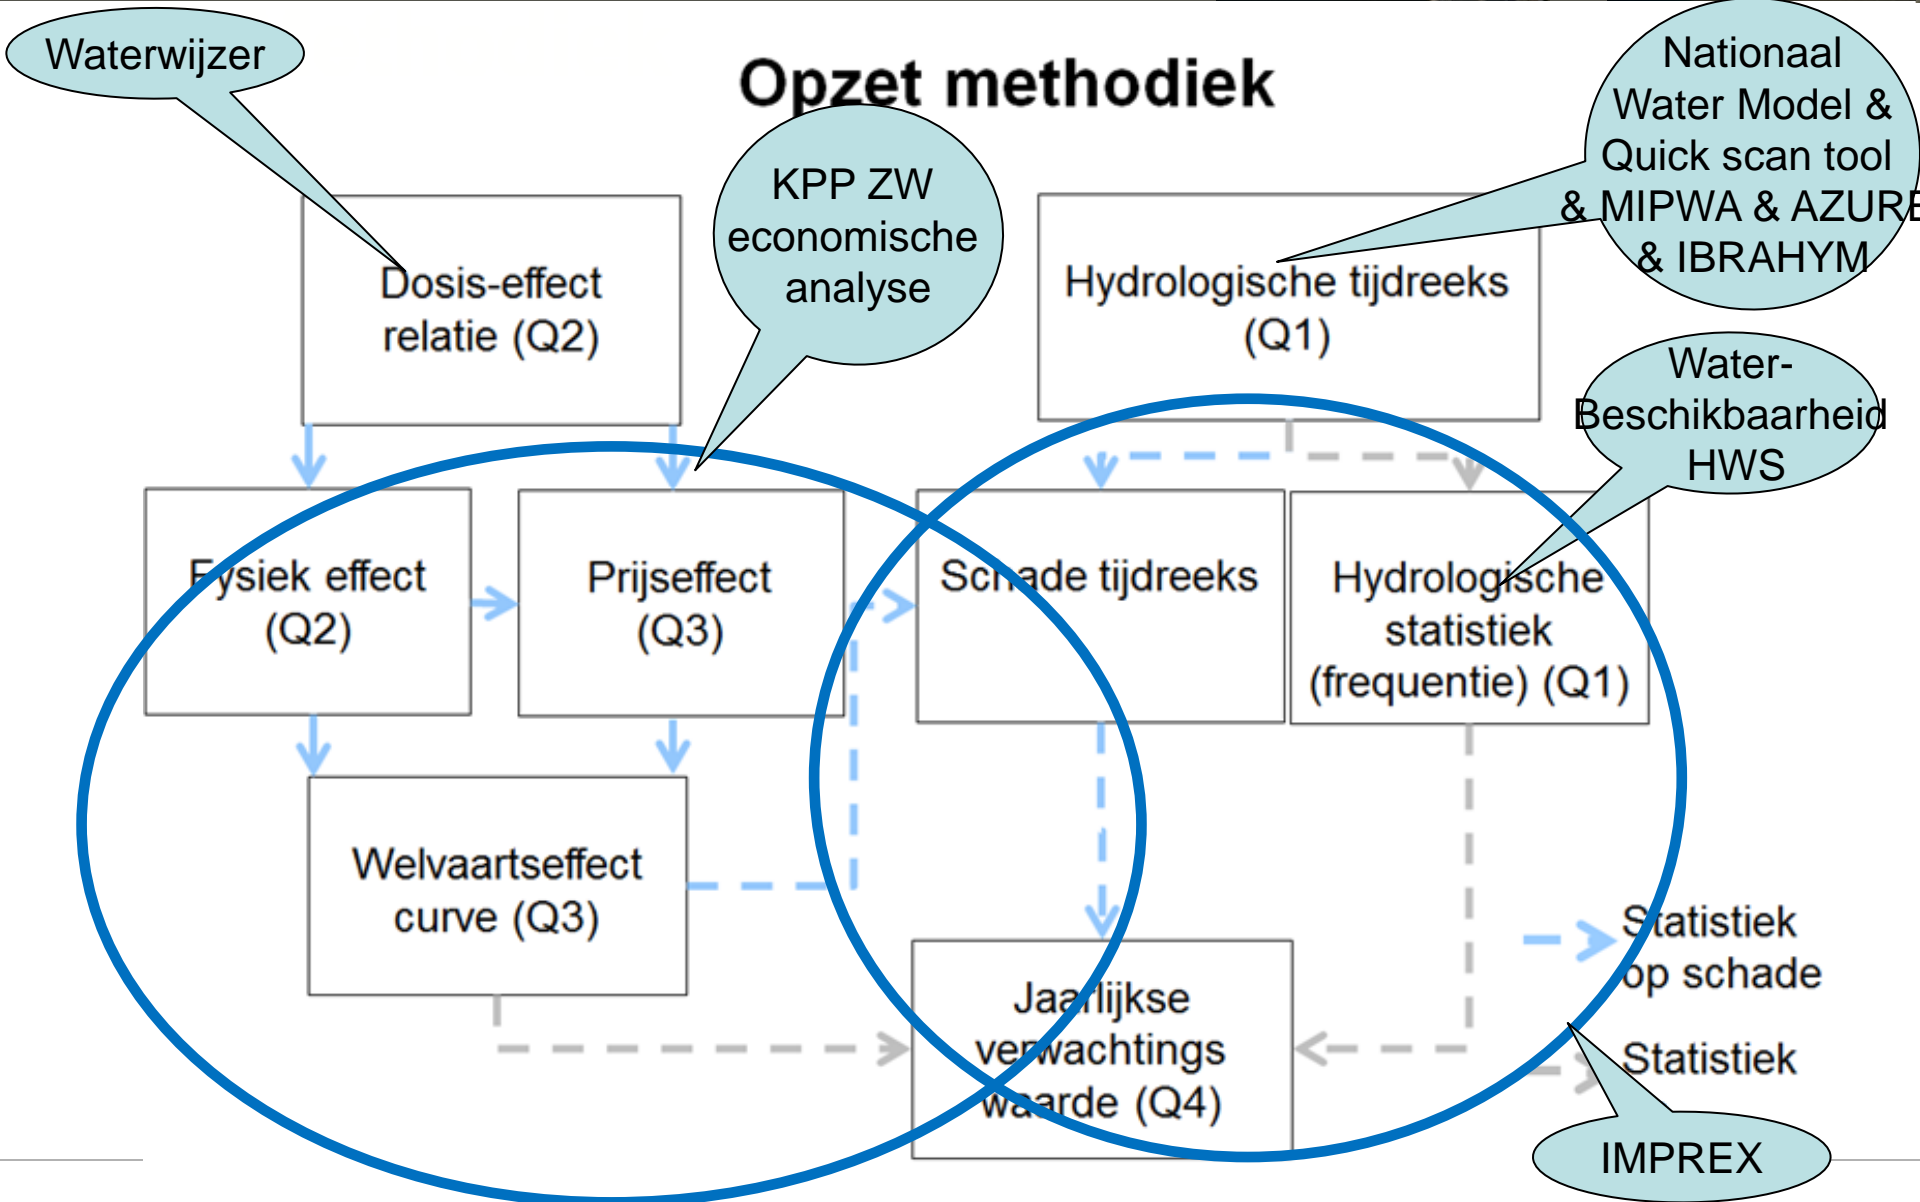 Opzet methodiek
Waterwijzer
KPP ZW
economische
analyse
Nationaal
Water Model &
Quick scan tool
& MIPWA & AZURE
& IBRAHYM
Dosis-effect
relatie (Q2)
Hydrologische tijdreeks
(Q1)
Water-
Beschikbaarheid
HWS
Fysiek effect
(Q2)
Prijseffect
(Q3)
Schade tijdreeks
Hydrologische
statistiek
(frequentie) (Q1)
Welvaartseffect
curve (Q3)
Jaarlijkse
verwachtings
waarde (Q4)
Statistiek
op schade
Statistiek
IMPREX